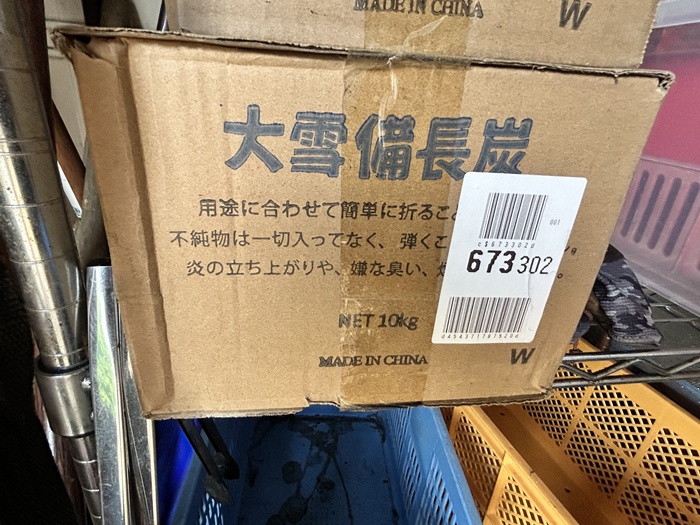 MADE IN CHINA W
大雪備長炭
用途に合わせて簡単に折るこ
不純物は一切入ってなく、弾くこ
炎の立ち上がりや、嫌な臭い、
001
c$673302d
673302
NET 10kg
MADE IN CHINA W